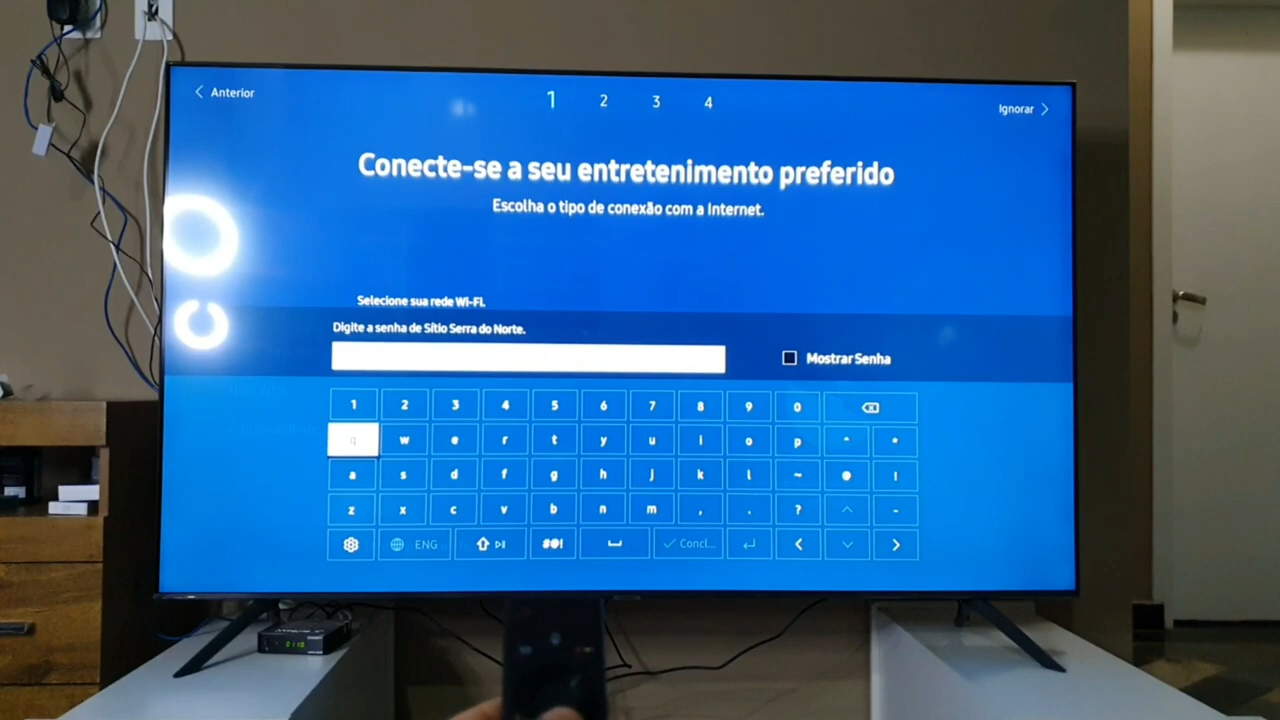 Anterior
1 2 3 4
Ignorar
Conecte-se a seu entretenimento preferido
Escolha o tipo de conexão com a Internet.
Selecione sua rede Wi-Fi.
Digite a senha de Sítio Serra do Norte.
Mostrar Senha
1 2 3 4 5 6 7 8 9 0
q w e r t y u i o p ^ *
a s d f g h j k l ~ @ !
z x c v b n m , . ? ^ -
ENG #@! Concl... < >